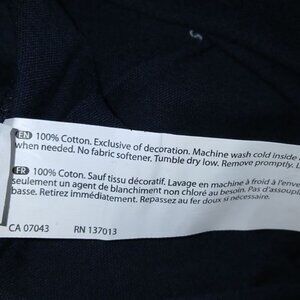 EN 100% Cotton. Exclusive of decoration. Machine wash cold inside
when needed. No fabric softener. Tumble dry low. Remove promptly.
FR 100% Coton. Sauf tissu décoratif. Lavage en machine à froid à l'enve
seulement un agent de blanchiment non chloré au besoin. Pas d'assoupli
basse. Retirez immédiatement. Repassez au fer doux si nécessaire.
CA 07043 RN 137013